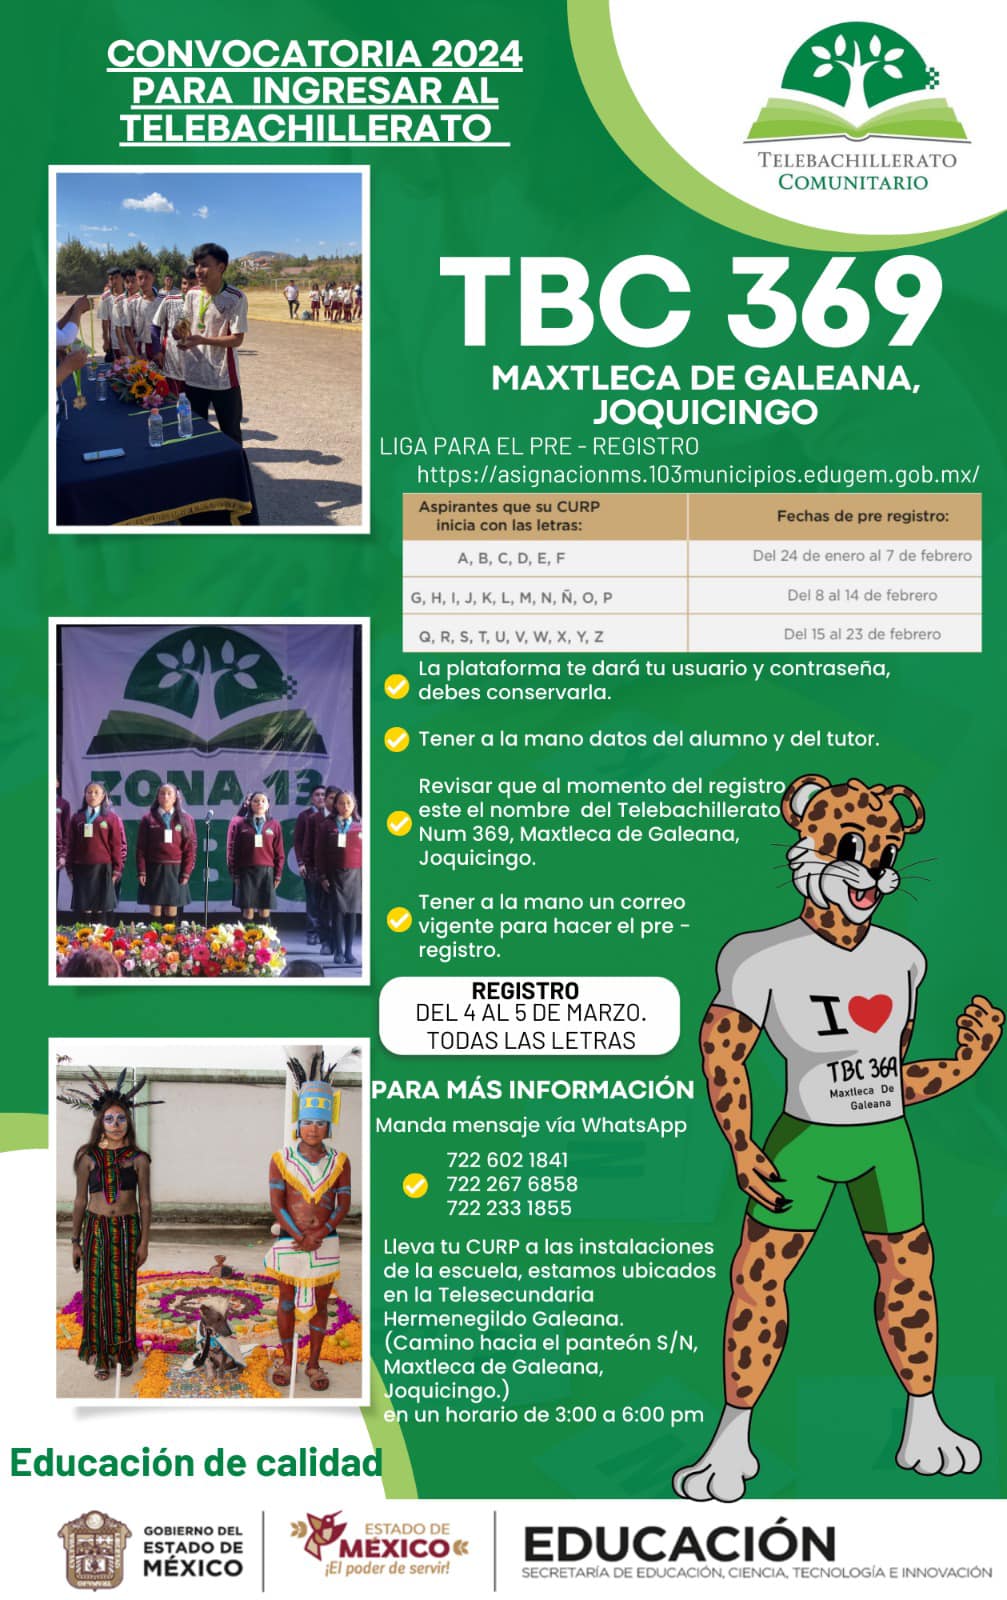 CONVOCATORIA 2024
PARA INGRESAR AL
TELEBACHILLERATO
TELEBACHILLERATO
COMUNITARIO
TBC 369
MAXTLECA DE GALEANA,
JOQUICINGO
LIGA PARA EL PRE - REGISTRO
https://asignacionms.103municipios.edugem.gob.mx/
Aspirantes que su CURP
inicia con las letras:
Fechas de pre registro:
A, B, C, D, E, F
Del 24 de enero al 7 de febrero
G, H, I, J, K, L, M, N, Ñ, O, P
Del 8 al 14 de febrero
Q, R, S, T, U, V, W, X, Y, Z
Del 15 al 23 de febrero
La plataforma te dará tu usuario y contraseña,
debes conservarla.
Tener a la mano datos del alumno y del tutor.
Revisar que al momento del registro
este el nombre del Telebachillerato
Num 369, Maxtleca de Galeana,
Joquicingo.
Tener a la mano un correo
vigente para hacer el pre -
registro.
ZONA 13
REGISTRO
DEL 4 AL 5 DE MARZO.
TODAS LAS LETRAS
I
TBC 369
Maxtleca De
Galeana
PARA MÁS INFORMACIÓN
Manda mensaje vía WhatsApp
722 602 1841
722 267 6858
722 233 1855
Lleva tu CURP a las instalaciones
de la escuela, estamos ubicados
en la Telesecundaria
Hermenegildo Galeana.
(Camino hacia el panteón S/N,
Maxtleca de Galeana,
Joquicingo.)
en un horario de 3:00 a 6:00 pm
Educación de calidad
GOBIERNO DEL
ESTADO DE
MÉXICO
ESTADO DE
MÉXICO
¡El poder de servir!
EDUCACIÓN
SECRETARÍA DE EDUCACIÓN, CIENCIA, TECNOLOGÍA E INNOVACIÓN